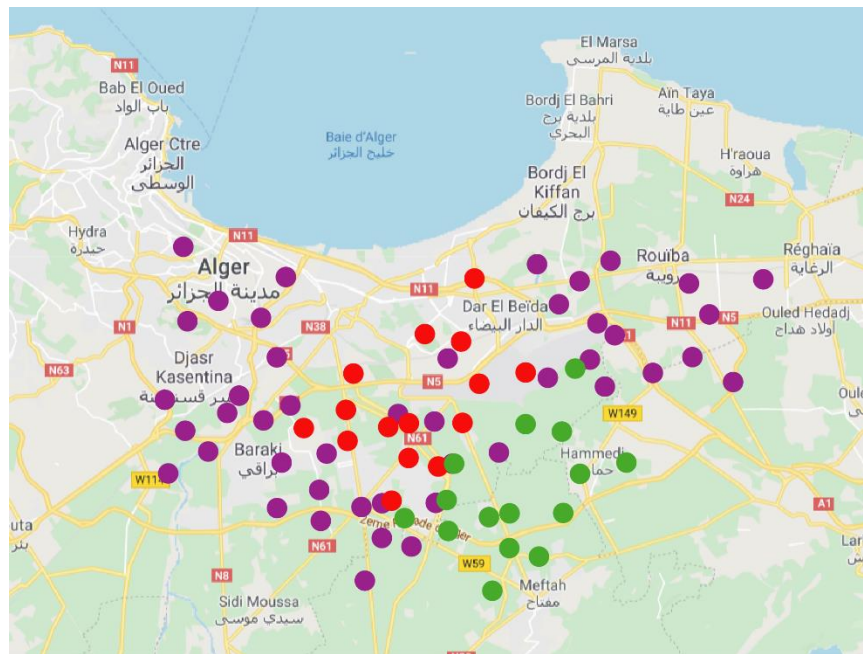 El Marsa
بلدية المرسى
N11
Bab El Oued
باب الواد
Aïn Taya
عين طاية
Bordj El Bahri
بلدية برج
البحري
Baie d'Alger
خليج الجزائر
Alger Ctre
الجزائر
الوسطى
H'raoua
هراوة
Bordj El
Kiffan
برج الكيفان
N24
Hydra
حيدرة
N11
Rouïba
رويبة
Réghaïa
الرغاية
Alger
مدينة الجزائر
N11
Dar El Beïda
الدار البيضاء
Ouled Hedadj
أولاد هداج
N1
N38
N11
N5
N63
Djasr
Kasentina
N5
W149
N61
Baraki
براقي
Hammedi
W114
A1
N61
W59
N8
Meftah
مفتاح
Sidi Moussa
سيدي موسى